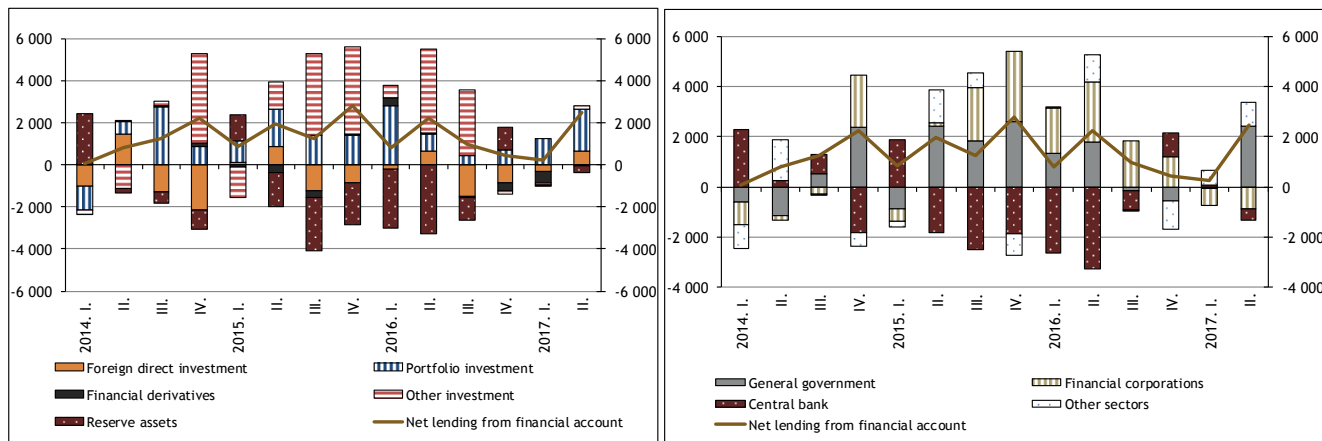 6 000 6 000
4 000 4 000
2 000 2 000
0 0
-2 000 -2 000
-4 000 -4 000
-6 000 -6 000
2014. I. II. III. IV. 2015. I. II. III. IV. 2016. I. II. III. IV. 2017. I. II.
Foreign direct investment Portfolio investment
Financial derivatives Other investment
Reserve assets Net lending from financial account
6 000 6 000
4 000 4 000
2 000 2 000
0 0
-2 000 -2 000
-4 000 -4 000
2014. I. II. III. IV. 2015. I. II. III. IV. 2016. I. II. III. IV. 2017. I. II.
General government Financial corporations
Central bank Other sectors
Net lending from financial account